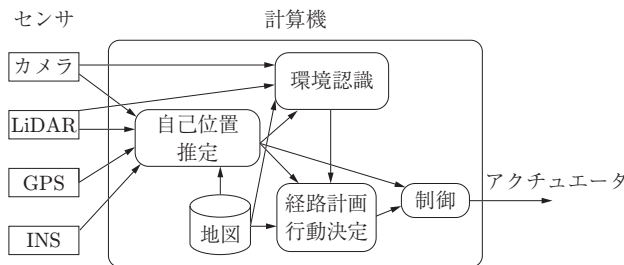 センサ
計算機
カメラ
環境認識
LiDAR
自己位置
推定
GPS
アクチュエータ
経路計画
行動決定
制御
地図
INS